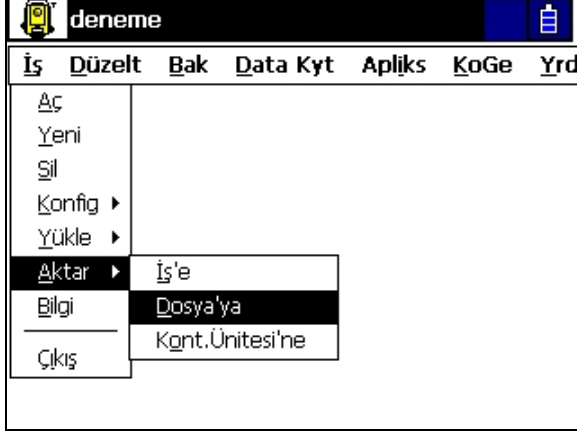 deneme
İş Düzelt Bak Data Kyt Apliks KoGe Yrd
Aç
Yeni
Sil
Konfig
Yükle
Aktar
İş'e
Dosya'ya
Kont.Ünitesi'ne
Bilgi
Çıkış